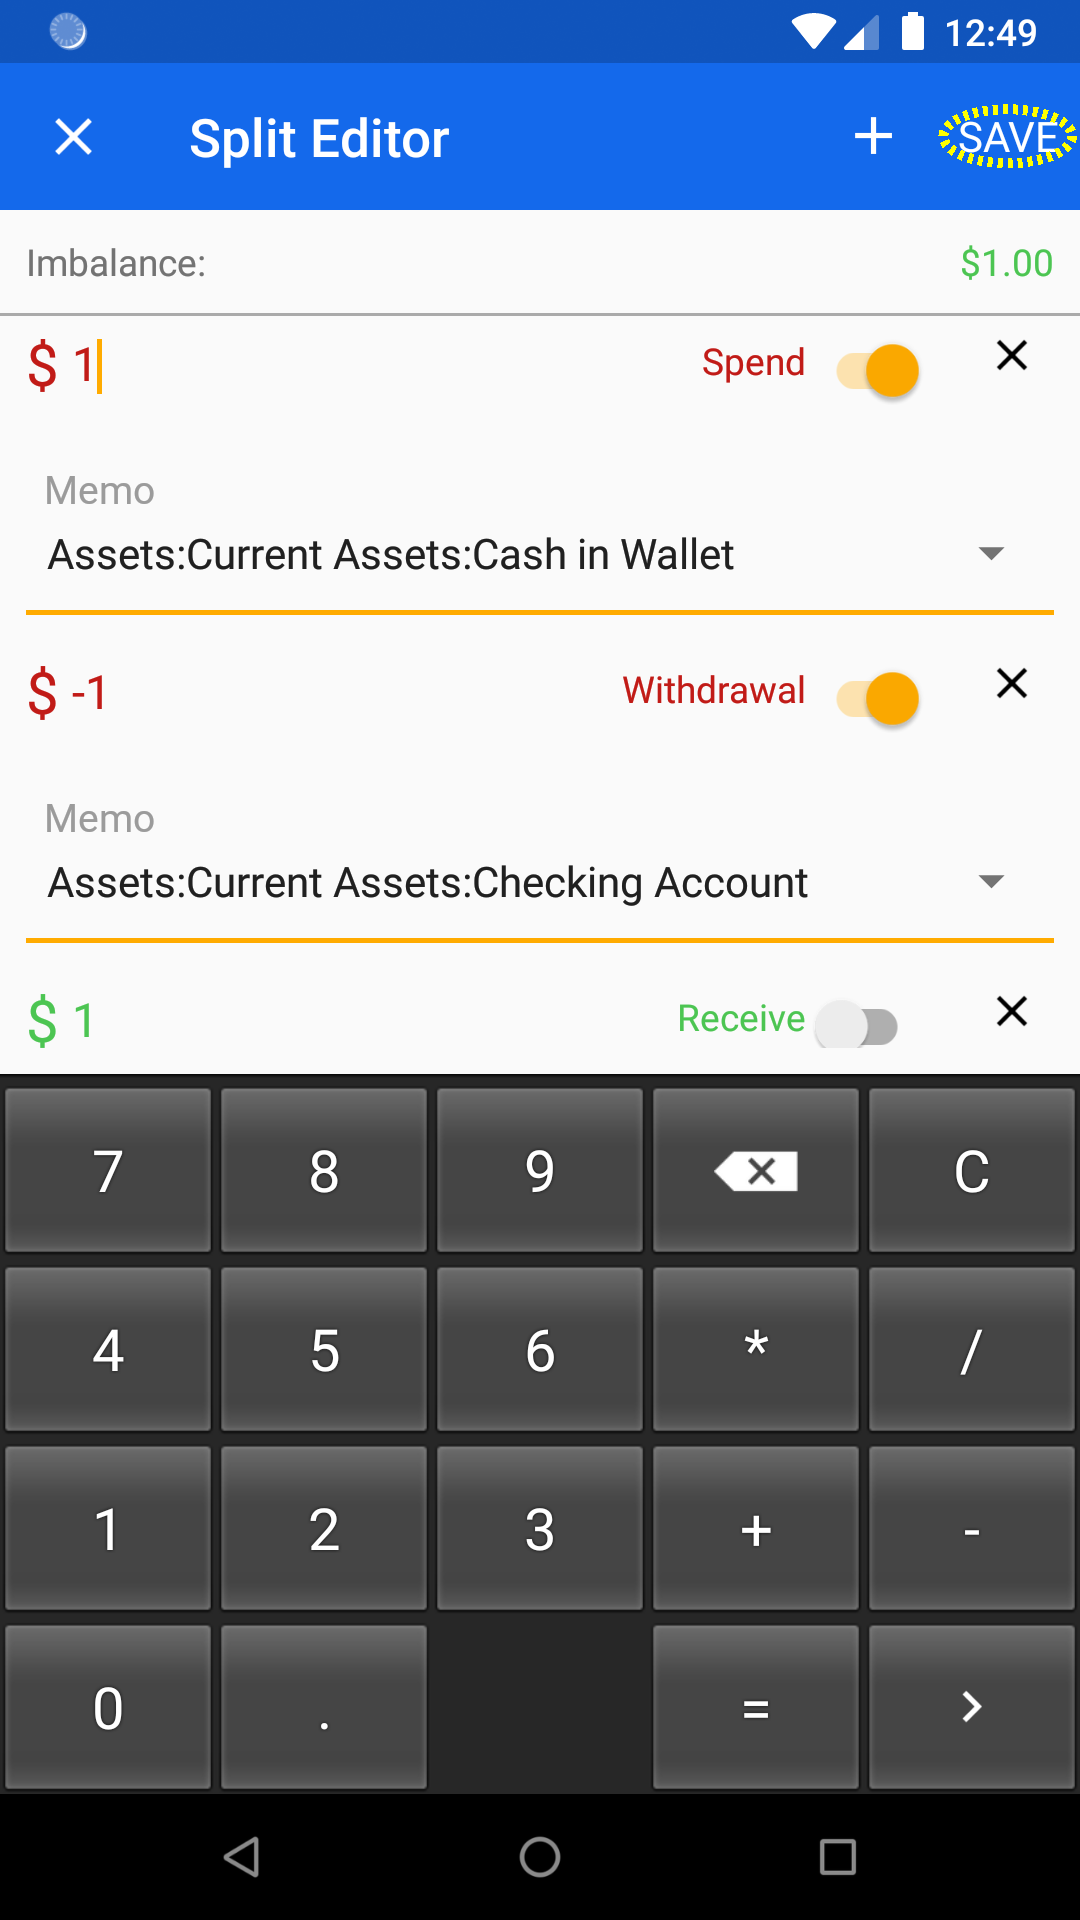 12:49
Split Editor + SAVE
Imbalance: $1.00
$ 1 Spend
Memo
Assets:Current Assets:Cash in Wallet
$ -1 Withdrawal
Memo
Assets:Current Assets:Checking Account
$ 1 Receive
7 8 9 C
4 5 6 * /
1 2 3 + -
0 . = >